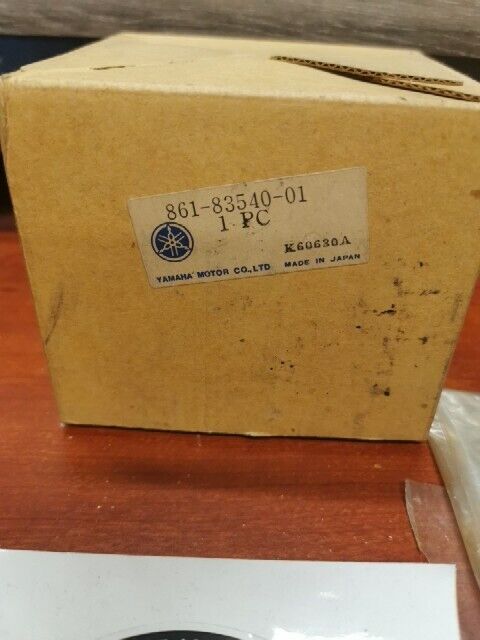 861-83540-01
1 PC
K60630A
YAMAHA MOTOR CO.,LTD MADE IN JAPAN